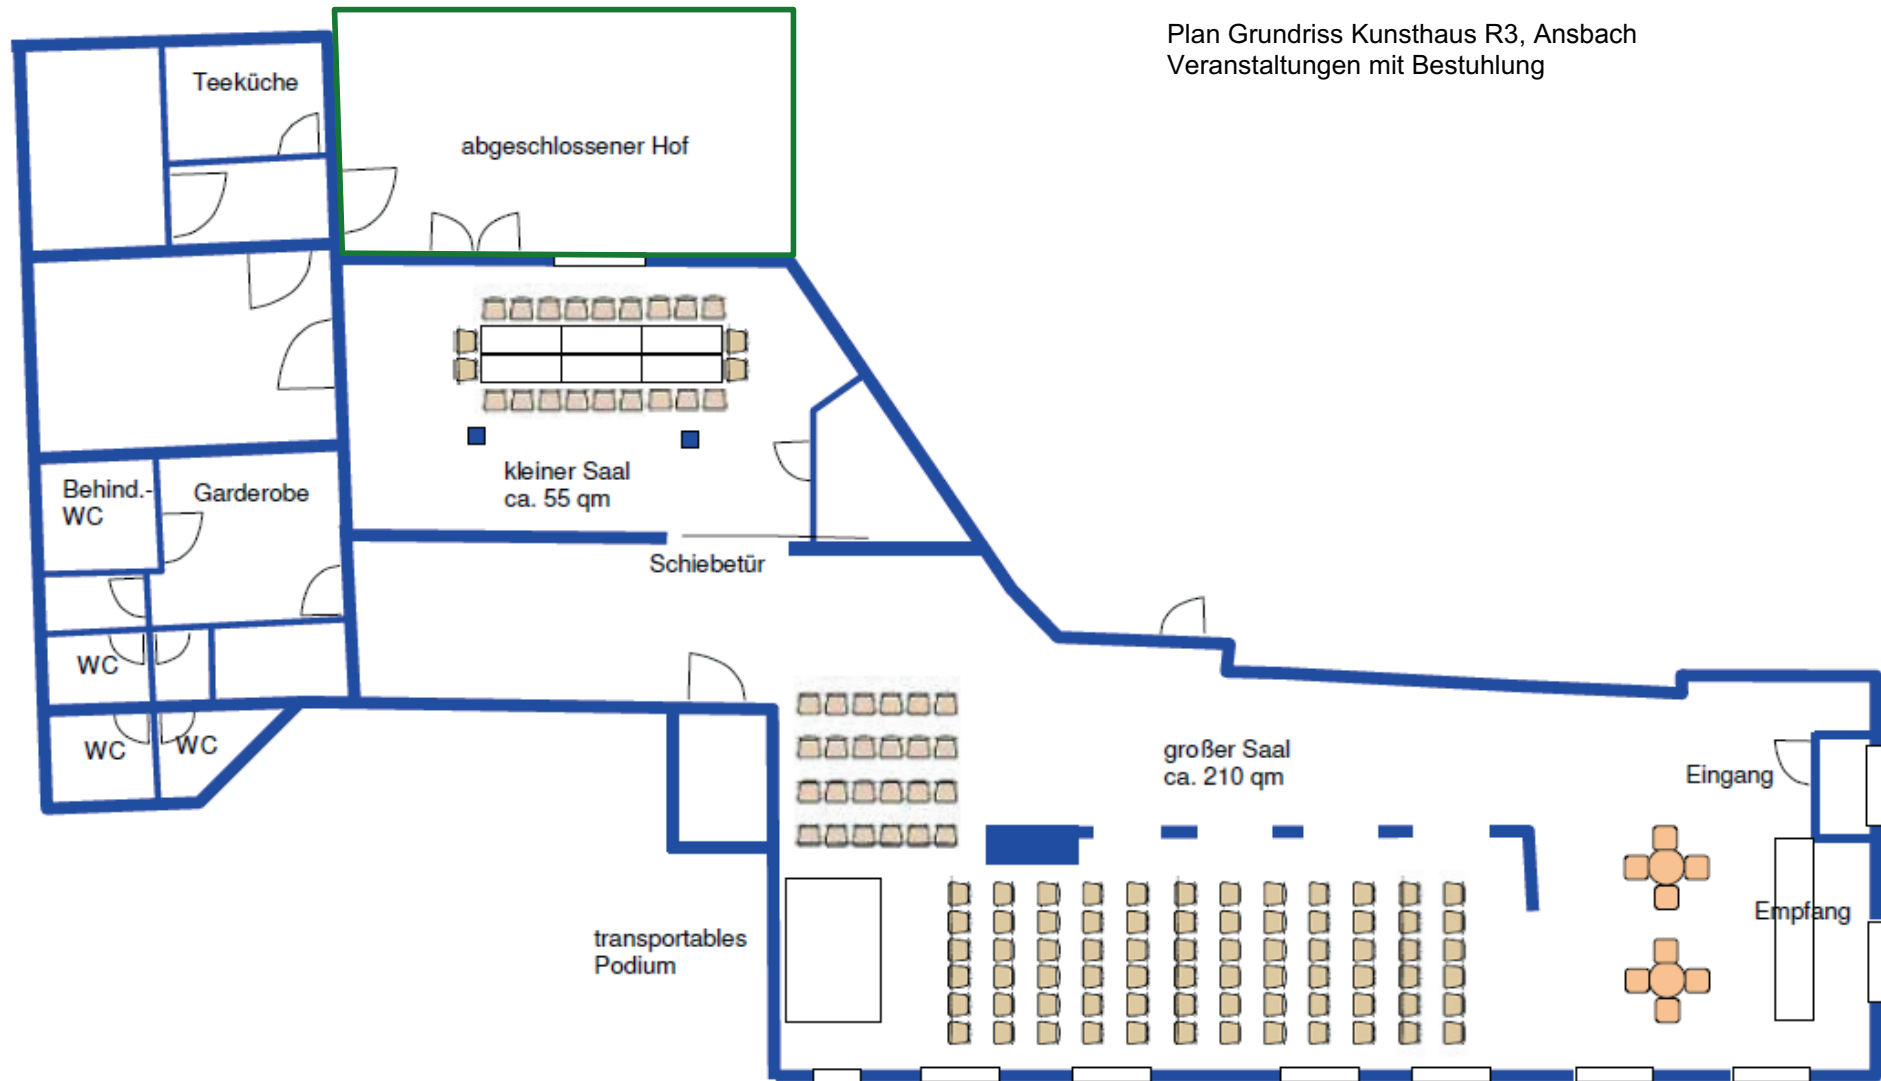 Plan Grundriss Kunsthaus R3, Ansbach
Veranstaltungen mit Bestuhlung
Teeküche
abgeschlossener Hof
kleiner Saal
ca. 55 qm
Behind.-
WC
Garderobe
Schiebetür
WC
WC
WC
großer Saal
ca. 210 qm
Eingang
Empfang
transportables
Podium